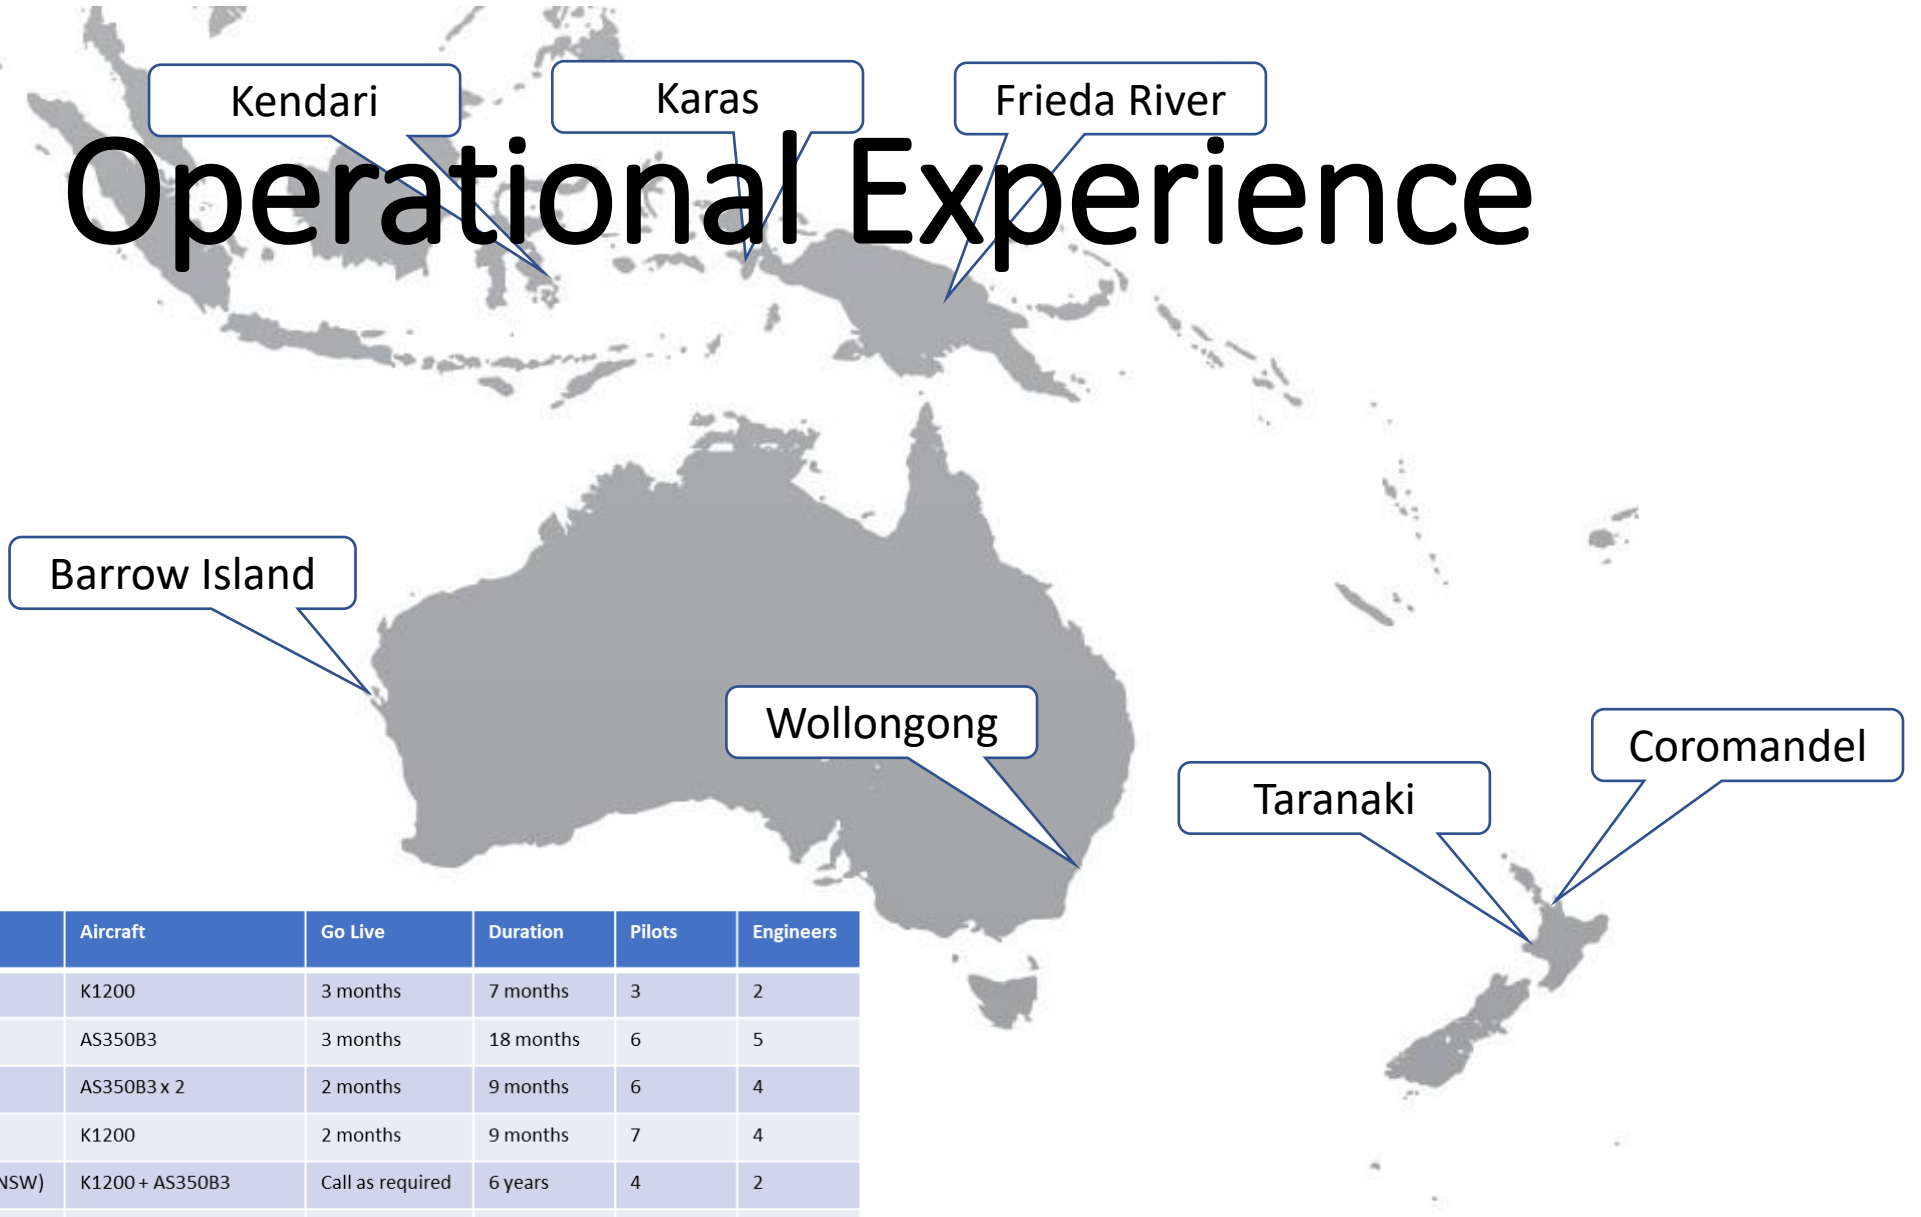 Kendari
Karas
Frieda River
Operational Experience
Barrow Island
Wollongong
Coromandel
Taranaki
Aircraft Go Live Duration Pilots Engineers
K1200 3 months 7 months 3 2
AS350B3 3 months 18 months 6 5
AS350B3 x 2 2 months 9 months 6 4
K1200 2 months 9 months 7 4
NSW) K1200 + AS350B3 Call as required 6 years 4 2